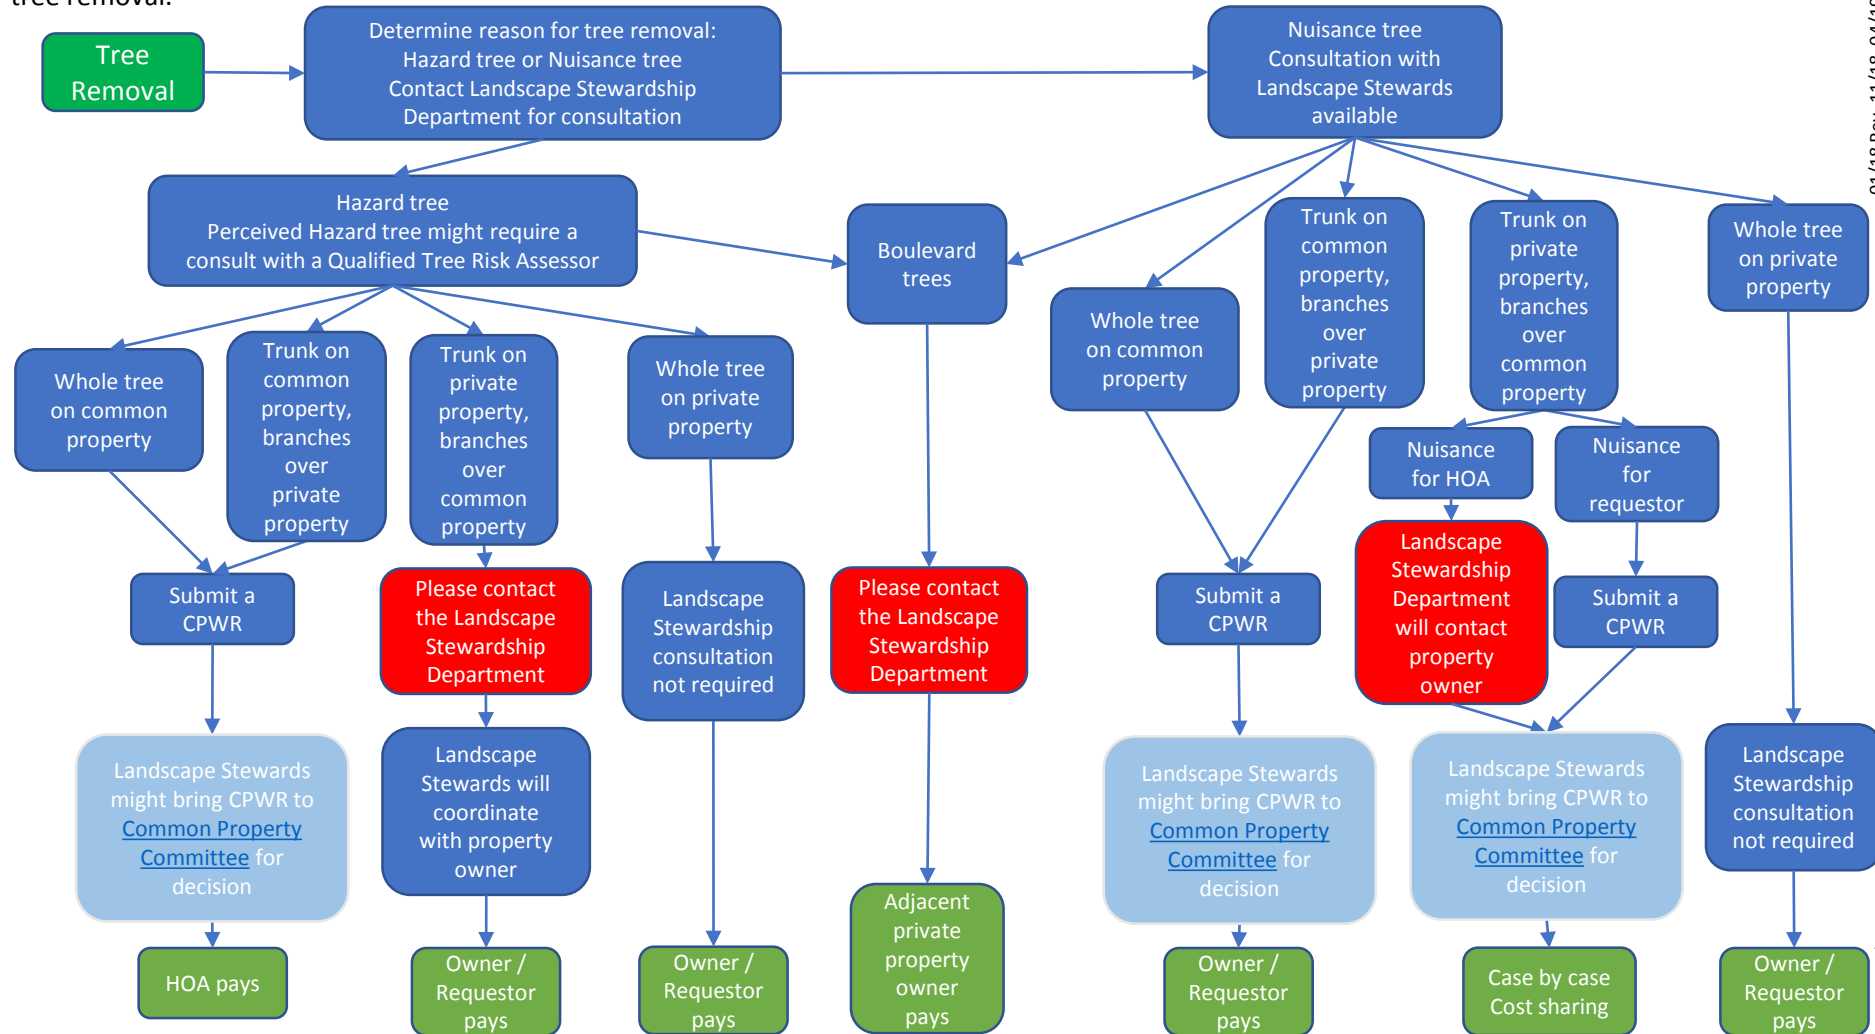 tree removal.
Tree
Removal
Determine reason for tree removal:
Hazard tree or Nuisance tree
Contact Landscape Stewardship
Department for consultation
Nuisance tree
Consultation with
Landscape Stewards
available
Hazard tree
Perceived Hazard tree might require a
consult with a Qualified Tree Risk Assessor
Boulevard
trees
Whole tree
on common
property
Trunk on
common
property,
branches
over
private
property
Trunk on
private
property,
branches
over
common
property
Whole tree
on private
property
Whole tree
on common
property
Trunk on
common
property,
branches
over
private
property
Trunk on
private
property,
branches
over
common
property
Whole tree
on private
property
Nuisance
for HOA
Nuisance
for
requestor
Submit a
CPWR
Please contact
the Landscape
Stewardship
Department
Landscape
Stewardship
consultation
not required
Please contact
the Landscape
Stewardship
Department
Submit a
CPWR
Landscape
Stewardship
Department
will contact
property
owner
Submit a
CPWR
Landscape Stewards
might bring CPWR to
Common Property
Committee for
decision
Landscape
Stewards will
coordinate
with property
owner
Landscape Stewards
might bring CPWR to
Common Property
Committee for
decision
Landscape Stewards
might bring CPWR to
Common Property
Committee for
decision
Landscape
Stewardship
consultation
not required
HOA pays
Owner /
Requestor
pays
Owner /
Requestor
pays
Adjacent
private
property
owner
pays
Owner /
Requestor
pays
Case by case
Cost sharing
Owner /
Requestor
pays